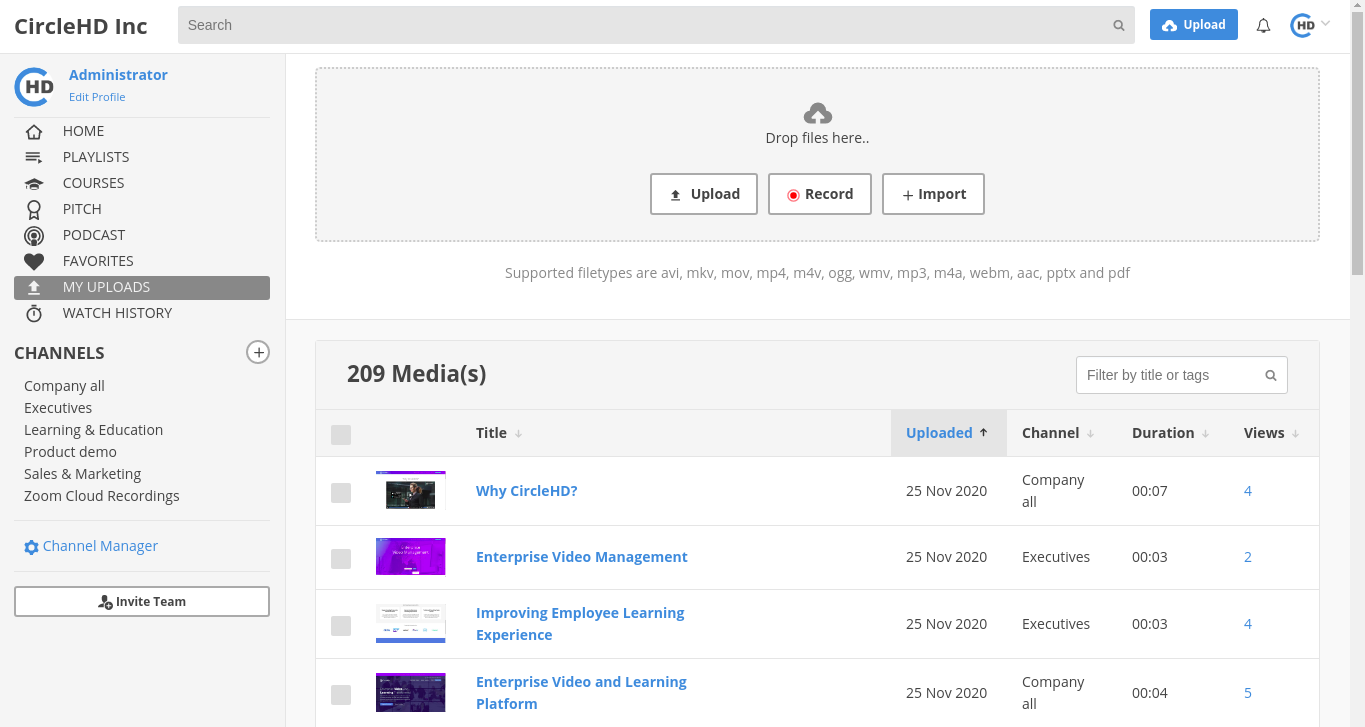 CircleHD Inc
Search
Upload
HD
HD
Administrator
Edit Profile
HOME
PLAYLISTS
COURSES
PITCH
PODCAST
FAVORITES
MY UPLOADS
WATCH HISTORY
CHANNELS
Company all
Executives
Learning & Education
Product demo
Sales & Marketing
Zoom Cloud Recordings
Channel Manager
Invite Team
Drop files here..
Upload
Record
Import
Supported filetypes are avi, mkv, mov, mp4, m4v, ogg, wmv, mp3, m4a, webm, aac, pptx and pdf
209 Media(s)
Filter by title or tags
Title Uploaded Channel Duration Views
Why CircleHD? 25 Nov 2020 Company all 00:07 4
Enterprise Video Management 25 Nov 2020 Executives 00:03 2
Improving Employee Learning
Experience 25 Nov 2020 Executives 00:03 4
Enterprise Video and Learning
Platform 25 Nov 2020 Company all 00:04 5